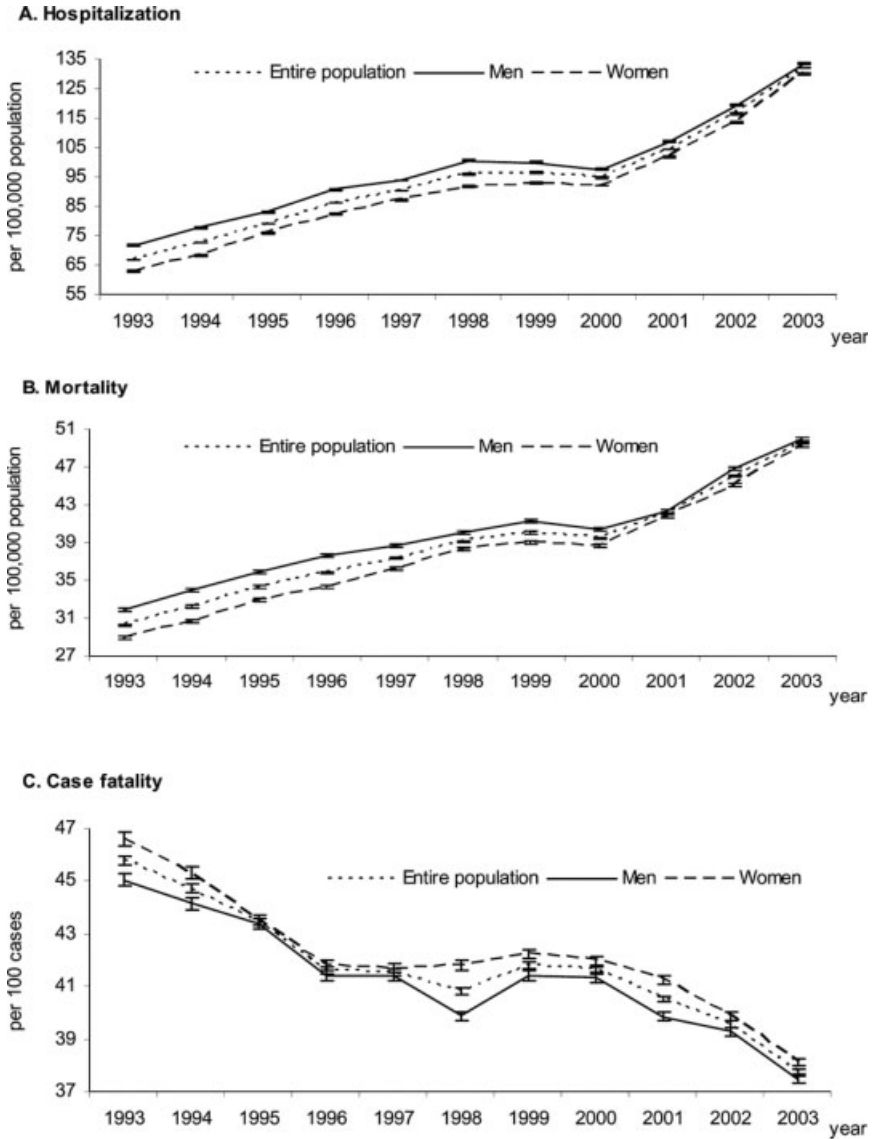 A. Hospitalization
135
Entire population Men Women
125
115
105
95
85
75
65
55
per 100,000 population
1993 1994 1995 1996 1997 1998 1999 2000 2001 2002 2003
year
B. Mortality
51
Entire population Men Women
47
43
39
35
31
27
per 100,000 population
1993 1994 1995 1996 1997 1998 1999 2000 2001 2002 2003
year
C. Case fatality
47
Entire population Men Women
45
43
41
39
37
per 100 cases
1993 1994 1995 1996 1997 1998 1999 2000 2001 2002 2003
year